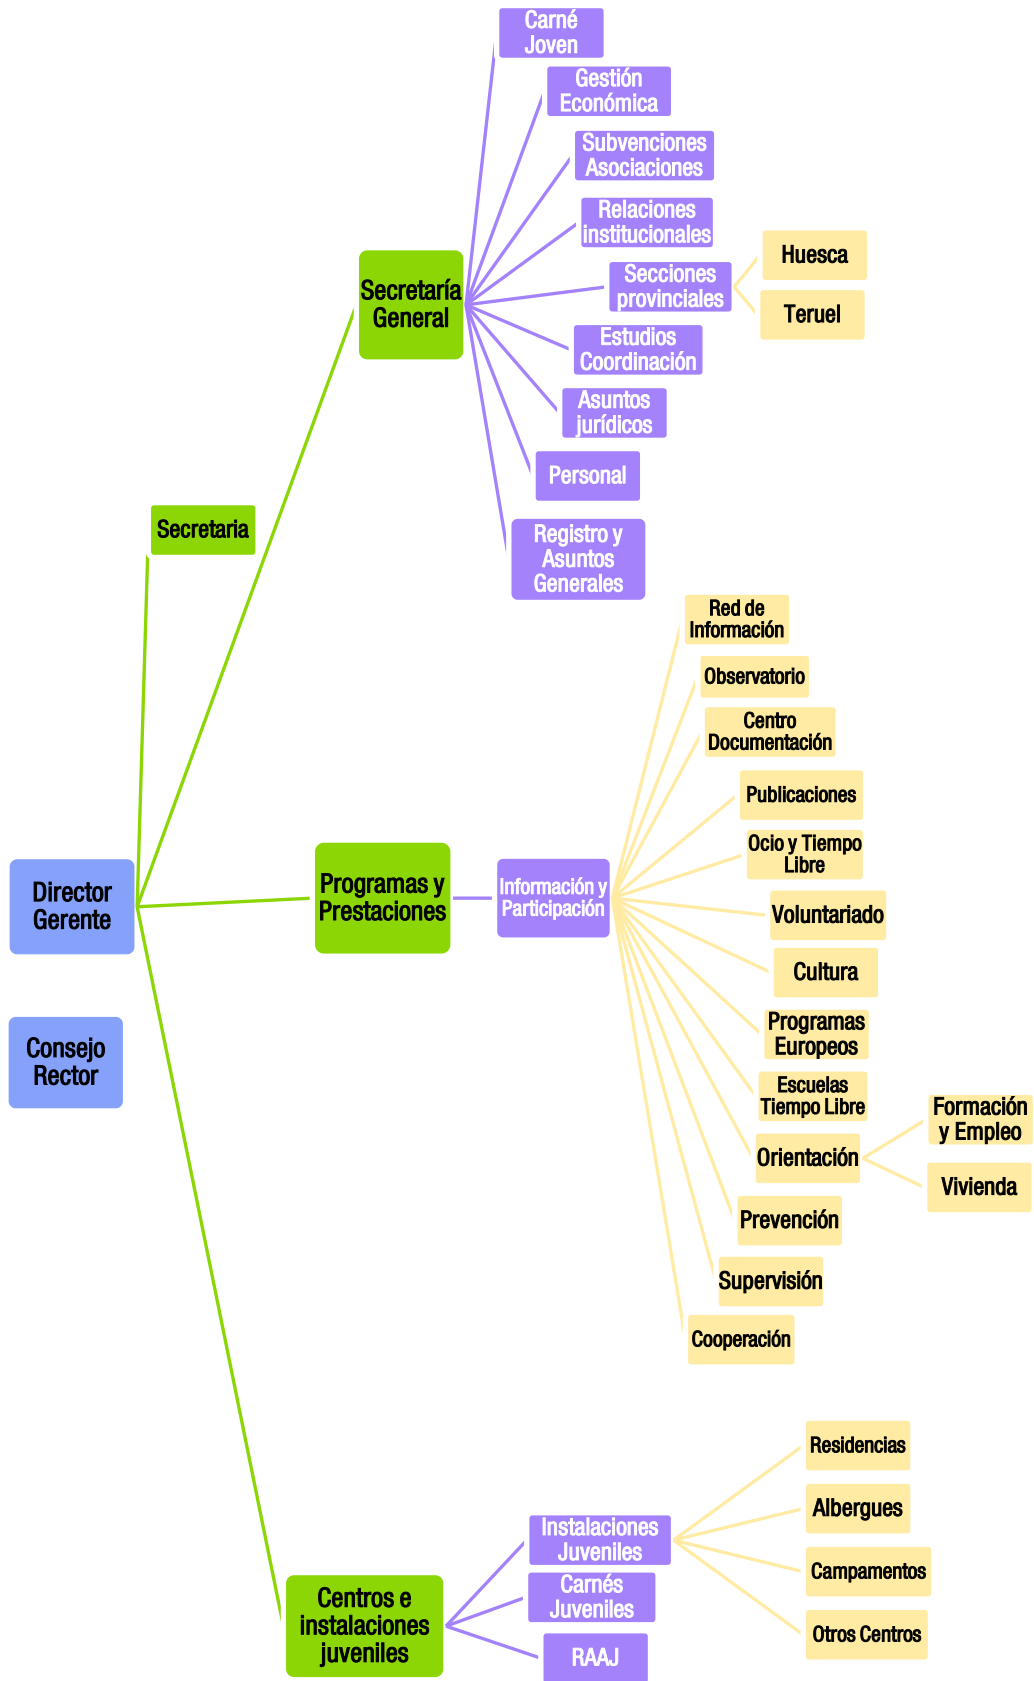 Carné
Joven
Gestión
Económica
Subvenciones
Asociaciones
Relaciones
institucionales
Secciones
provinciales
Huesca
Teruel
Secretaría
General
Estudios
Coordinación
Asuntos
jurídicos
Personal
Secretaria
Registro y
Asuntos
Generales
Red de
Información
Observatorio
Centro
Documentación
Publicaciones
Ocio y Tiempo
Libre
Director
Gerente
Programas y
Prestaciones
Información y
Participación
Voluntariado
Cultura
Consejo
Rector
Programas
Europeos
Escuelas
Tiempo Libre
Orientación
Formación
y Empleo
Vivienda
Prevención
Supervisión
Cooperación
Centros e
instalaciones
juveniles
Instalaciones
Juveniles
Carnés
Juveniles
RAAJ
Residencias
Albergues
Campamentos
Otros Centros